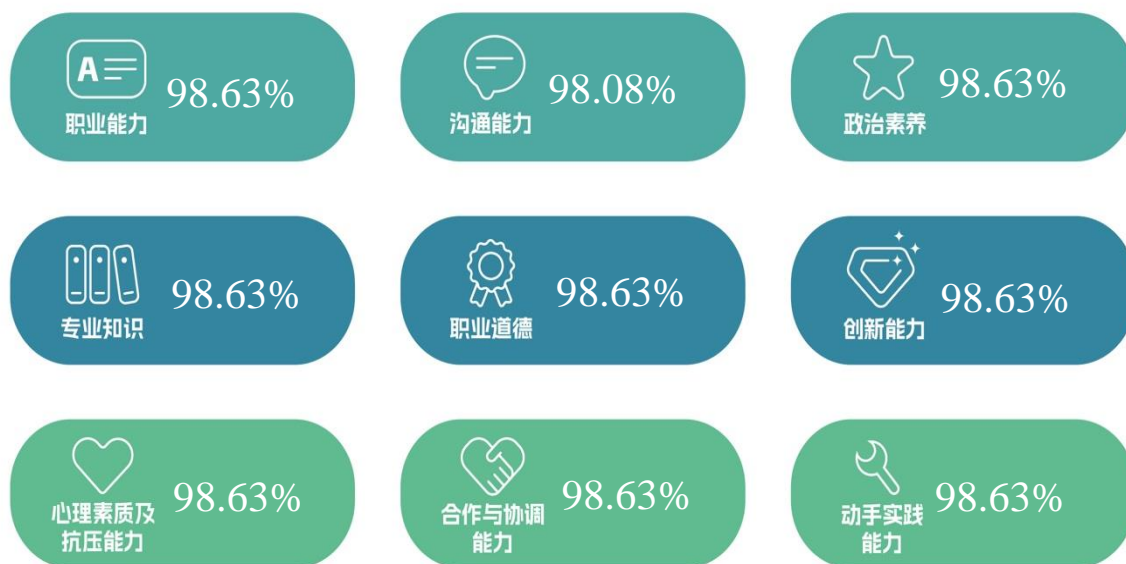 A
98.63%
职业能力
98.08%
沟通能力
98.63%
政治素养
98.63%
专业知识
98.63%
职业道德
98.63%
创新能力
98.63%
心理素质及
抗压能力
98.63%
合作与协调
能力
98.63%
动手实践
能力